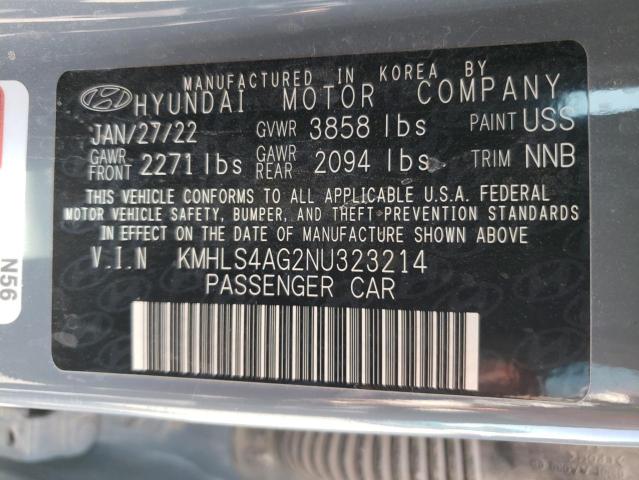 MANUFACTURED IN KOREA BY
HYUNDAI MOTOR COMPANY
JAN/27/22 GVWR 3858 lbs PAINT USS
GAWR FRONT 2271 lbs GAWR REAR 2094 lbs TRIM NNB
THIS VEHICLE CONFORMS TO ALL APPLICABLE U.S.A. FEDERAL
MOTOR VEHICLE SAFETY, BUMPER, AND THEFT PREVENTION STANDARDS
IN EFFECT ON THE DATE OF MANUFACTURE SHOWN ABOVE
V.I.N KMHLS4AG2NU323214
PASSENGER CAR
N56